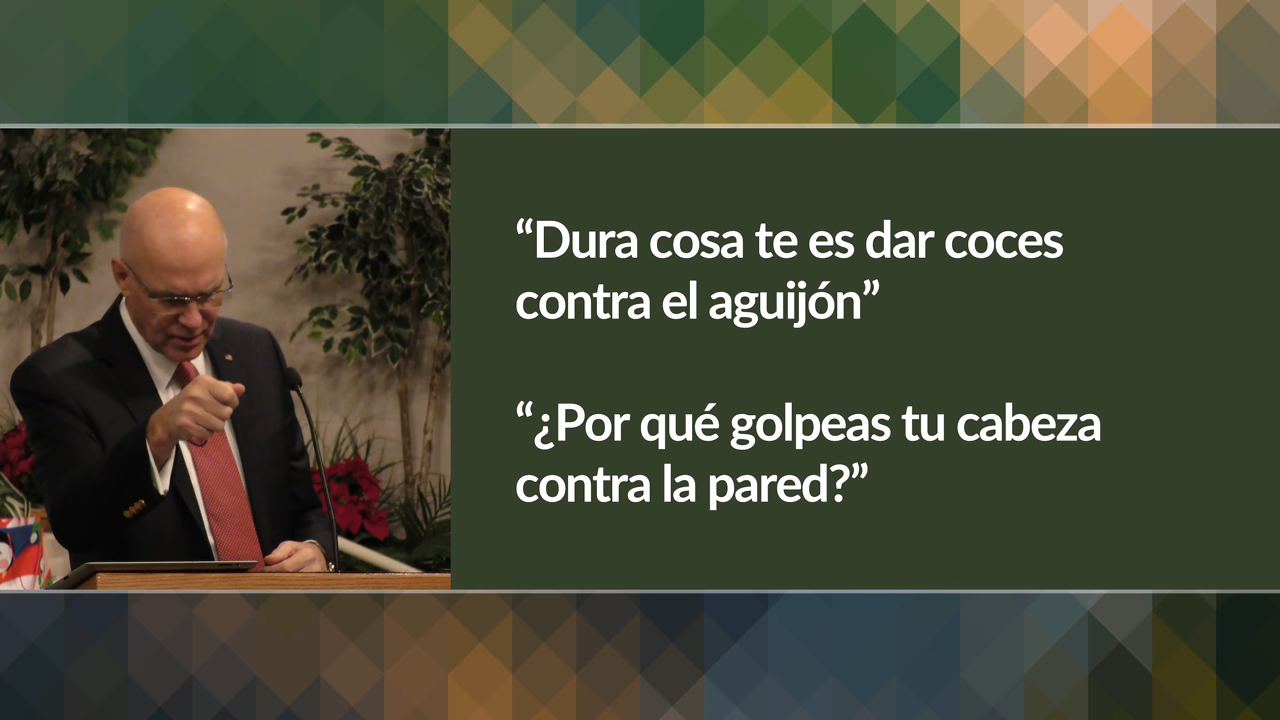 “Dura cosa te es dar coces
contra el aguijón”
“¿Por qué golpeas tu cabeza
contra la pared?”